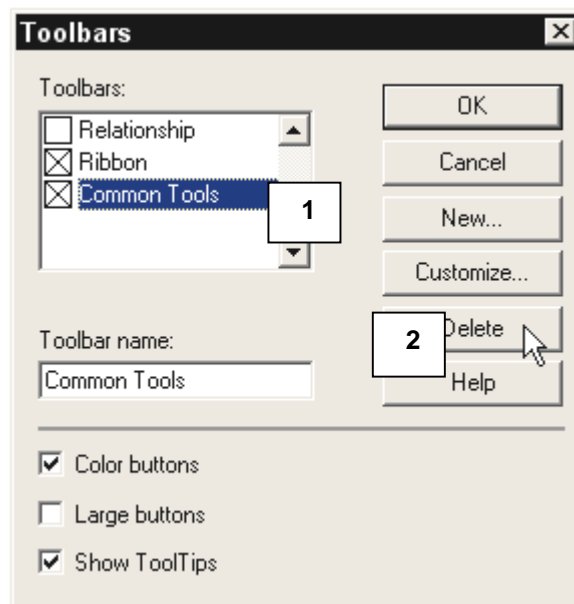 Toolbars
Toolbars:
Relationship
Ribbon
Common Tools
1
OK
Cancel
New...
Customize...
2
Delete
Help
Toolbar name:
Common Tools
Color buttons
Large buttons
Show ToolTips